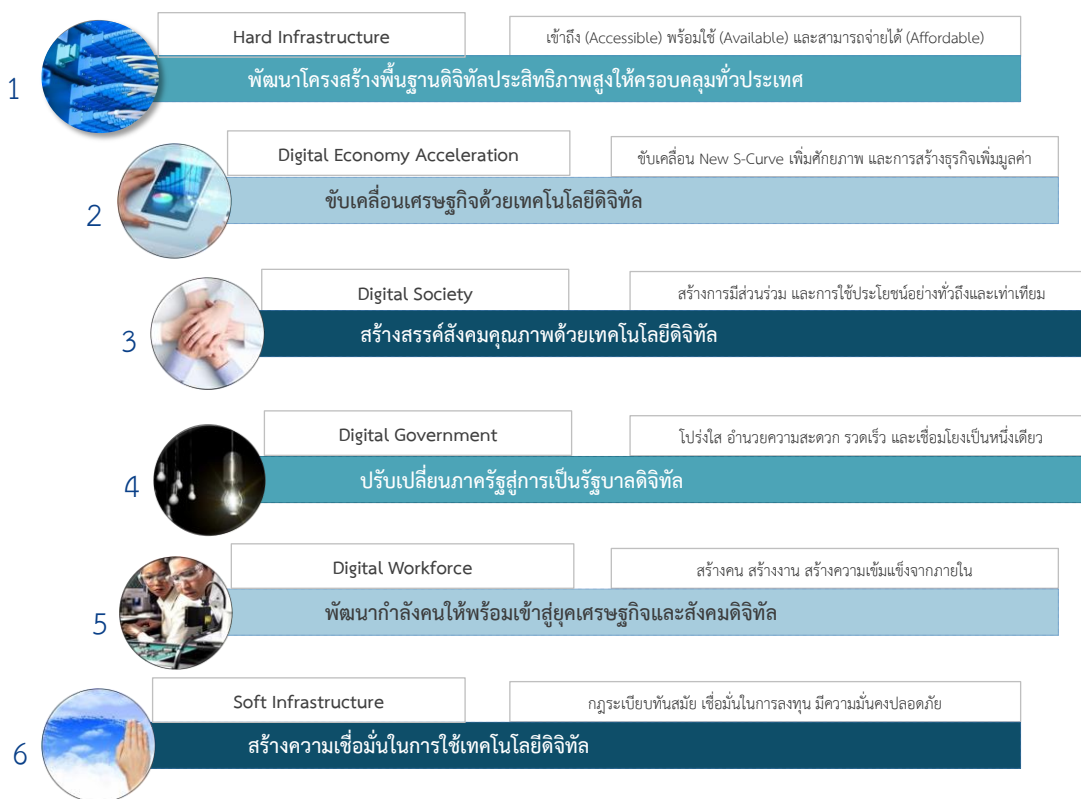 1
Hard Infrastructure
เข้าถึง (Accessible) พร้อมใช้ (Available) และสามารถจ่ายได้ (Affordable)
พัฒนาโครงสร้างพื้นฐานดิจิทัลประสิทธิภาพสูงให้ครอบคลุมทั่วประเทศ
2
Digital Economy Acceleration
ขับเคลื่อน New S-Curve เพิ่มศักยภาพ และการสร้างธุรกิจเพิ่มมูลค่า
ขับเคลื่อนเศรษฐกิจด้วยเทคโนโลยีดิจิทัล
3
Digital Society
สร้างการมีส่วนร่วม และการใช้ประโยชน์อย่างทั่วถึงและเท่าเทียม
สร้างสรรค์สังคมคุณภาพด้วยเทคโนโลยีดิจิทัล
4
Digital Government
โปร่งใส อำนวยความสะดวก รวดเร็ว และเชื่อมโยงเป็นหนึ่งเดียว
ปรับเปลี่ยนภาครัฐสู่การเป็นรัฐบาลดิจิทัล
5
Digital Workforce
สร้างคน สร้างงาน สร้างความเข้มแข็งจากภายใน
พัฒนากำลังคนให้พร้อมเข้าสู่ยุคเศรษฐกิจและสังคมดิจิทัล
6
Soft Infrastructure
กฎระเบียบทันสมัย เชื่อมั่นในการลงทุน มีความมั่นคงปลอดภัย
สร้างความเชื่อมั่นในการใช้เทคโนโลยีดิจิทัล